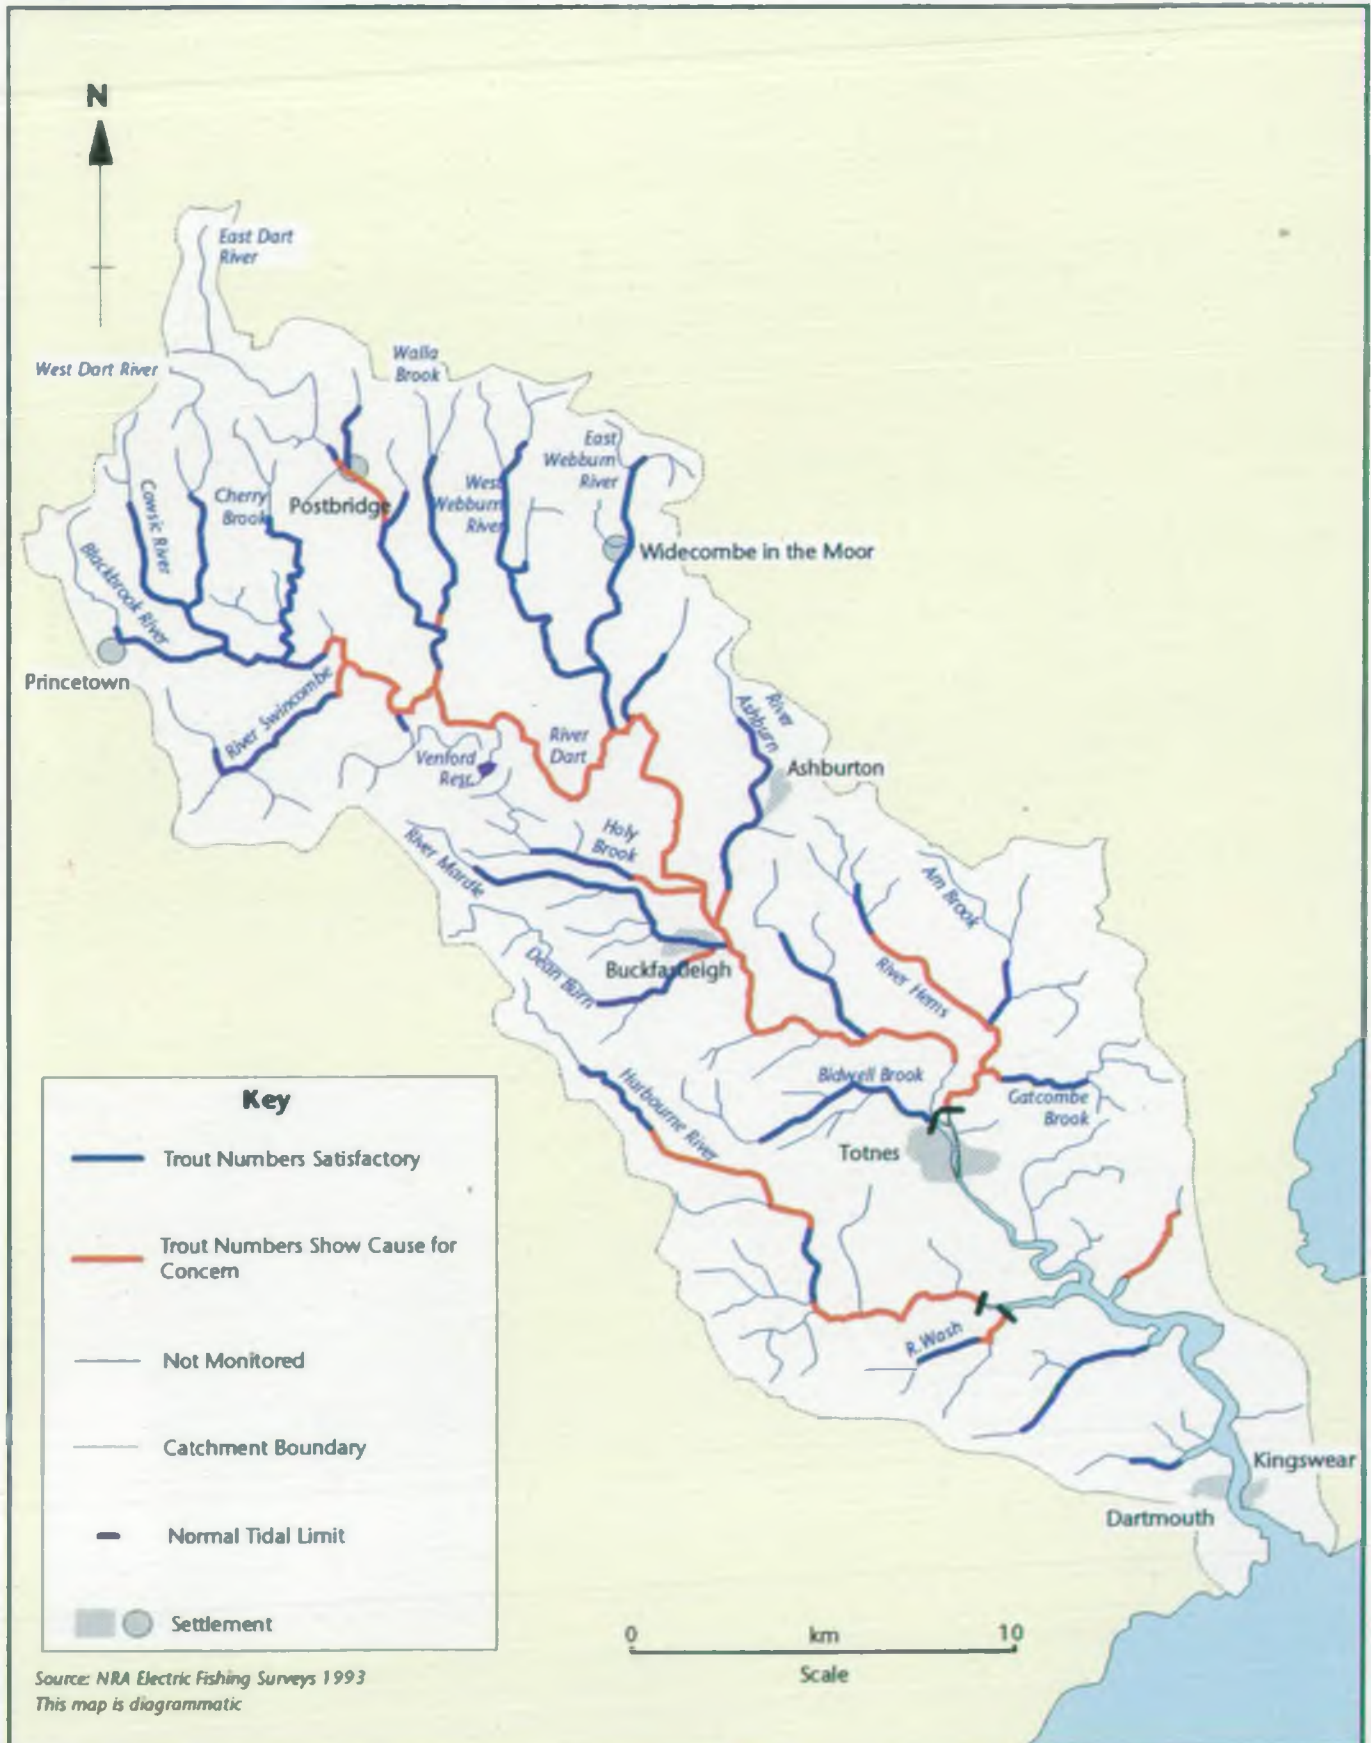 N
East Dart
River
West Dart River
Walla
Brook
East
Webburn
River
West
Webburn
River
Cowsic River
Cherry
Brook
Postbridge
Blackbrook River
Widecombe in the Moor
Princetown
River Swincombe
River
Ashburn
River
Dart
Venford
Resr.
Ashburton
Holy
Brook
River Mardle
Am Brook
Dean Burn
Buckfastleigh
River Hems
Bidwell Brook
Gatcombe
Brook
Harbourne River
Totnes
R. Wash
Kingswear
Dartmouth
Key
Trout Numbers Satisfactory
Trout Numbers Show Cause for
Concern
Not Monitored
Catchment Boundary
Normal Tidal Limit
Settlement
0 km 10
Scale
Source: NRA Electric Fishing Surveys 1993
This map is diagrammatic